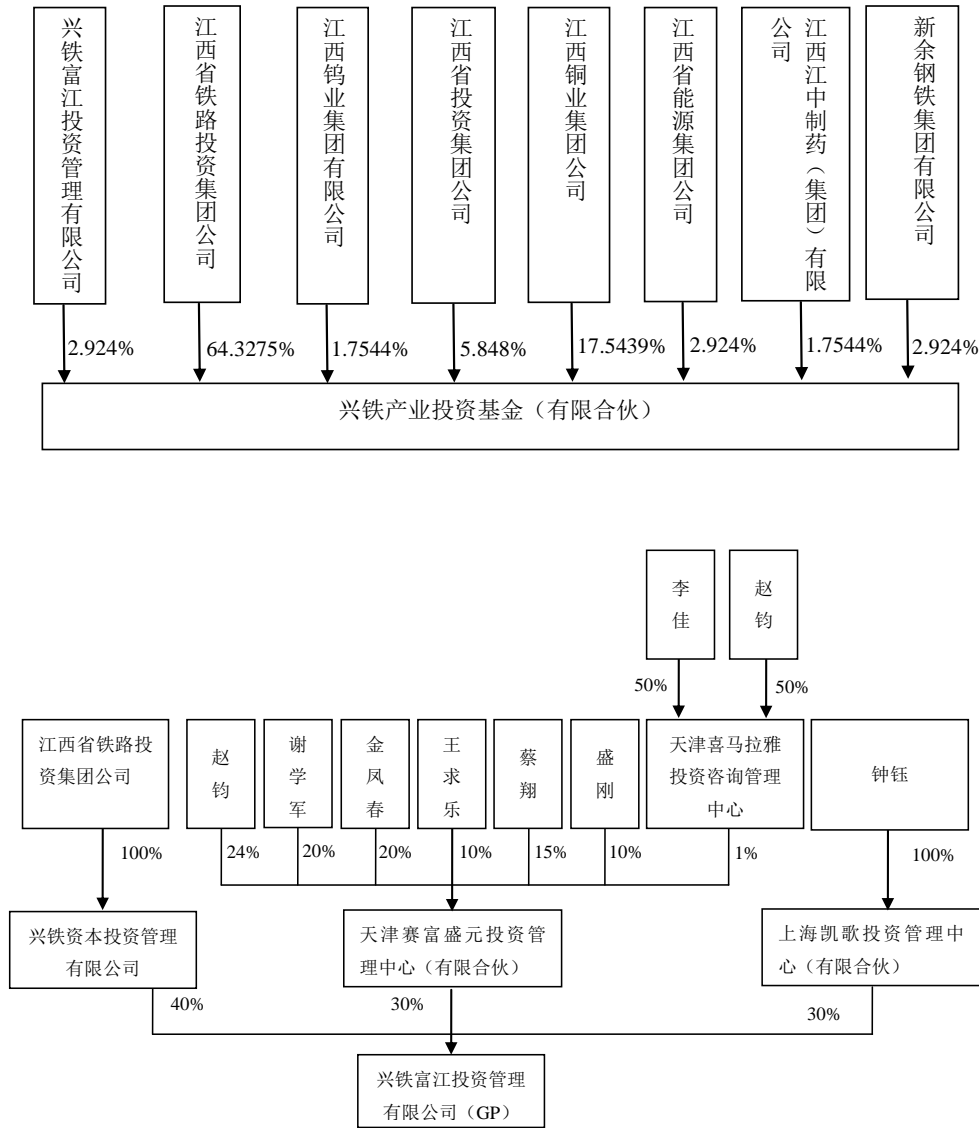 兴铁富江投资管理有限公司
江西省铁路投资集团公司
江西钨业集团有限公司
江西省投资集团公司
江西铜业集团公司
江西省能源集团公司
江西江中制药（集团）有限
公司
新余钢铁集团有限公司
2.924%
64.3275%
1.7544%
5.848%
17.5439%
2.924%
1.7544%
2.924%
兴铁产业投资基金（有限合伙）
李佳
赵钧
50%
50%
江西省铁路投
资集团公司
赵钧
谢学军
金凤春
王求乐
蔡翔
盛刚
天津喜马拉雅
投资咨询管理
中心
钟钰
100%
24%
20%
20%
10%
15%
10%
1%
100%
兴铁资本投资管理
有限公司
天津赛富盛元投资管
理中心（有限合伙）
上海凯歌投资管理中
心（有限合伙）
40%
30%
30%
兴铁富江投资管理
有限公司（GP）